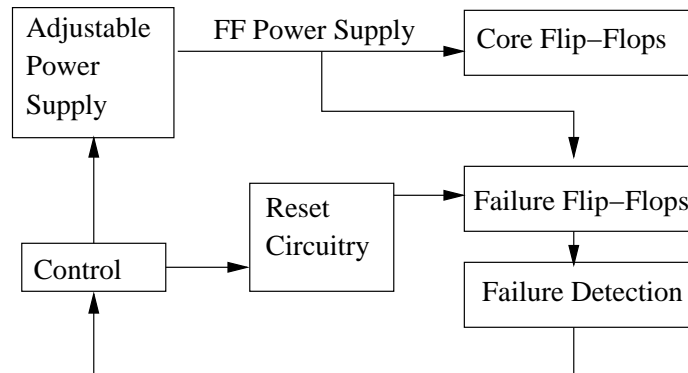 Adjustable
Power
Supply
FF Power Supply
Core Flip–Flops
Reset
Circuitry
Failure Flip–Flops
Control
Failure Detection